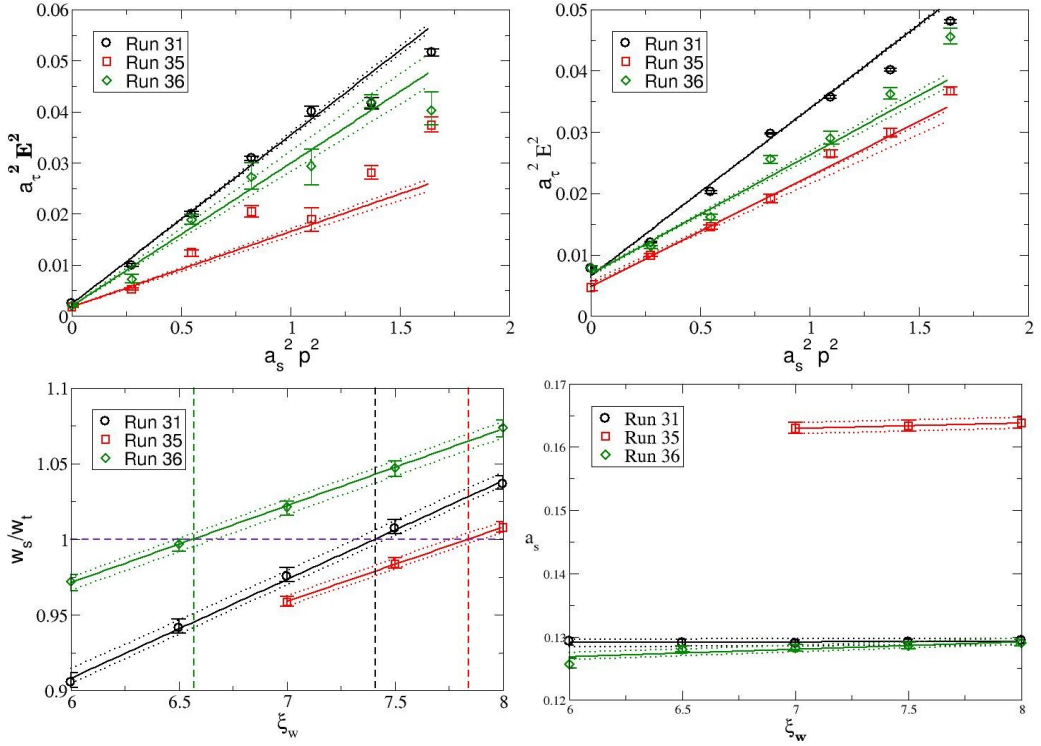 0.06
0.05
0.04
0.03
0.02
0.01
0
0
0.5
1
1.5
2
a_τ^2 E^2
a_s^2 p^2
Run 31
Run 35
Run 36
0.05
0.04
0.03
0.02
0.01
0
0
0.5
1
1.5
2
a_τ^2 E^2
a_s^2 p^2
Run 31
Run 35
Run 36
1.1
1.05
1
0.95
0.9
6
6.5
7
7.5
8
w_s/w_t
ξ_w
Run 31
Run 35
Run 36
0.17
0.16
0.15
0.14
0.13
0.12
6
6.5
7
7.5
8
a_s
ξ_w
Run 31
Run 35
Run 36